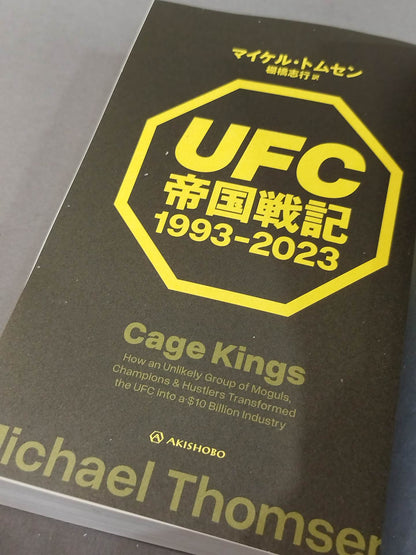 マイケル・トムセン
棚橋志行 訳
UFC
帝国戦記
1993-2023
Cage Kings
How an Unlikely Group of Moguls,
Champions & Hustlers Transformed
the UFC into a $10 Billion Industry
AKISHOBO
Michael Thomsen